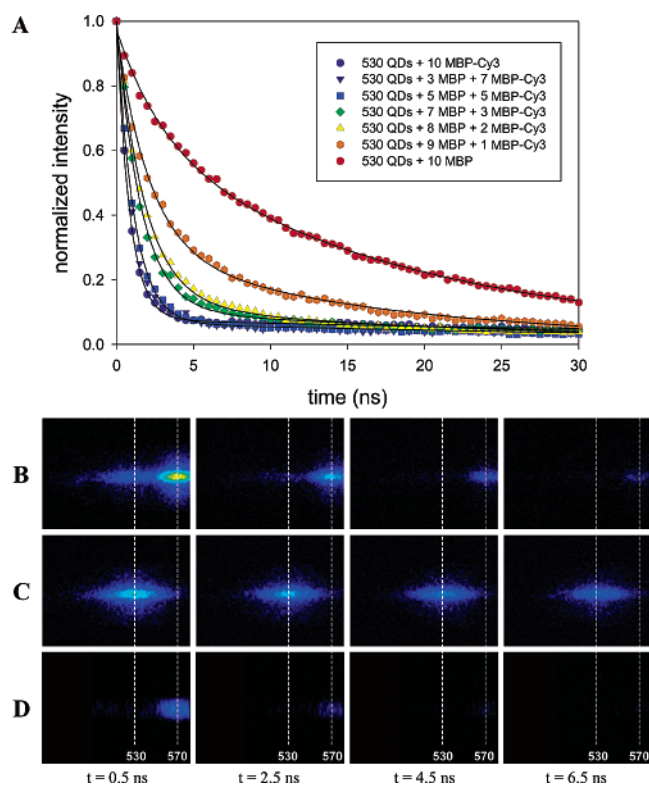 A
normalized intensity
1.0
0.8
0.6
0.4
0.2
0.0
530 QDs + 10 MBP-Cy3
530 QDs + 3 MBP + 7 MBP-Cy3
530 QDs + 5 MBP + 5 MBP-Cy3
530 QDs + 7 MBP + 3 MBP-Cy3
530 QDs + 8 MBP + 2 MBP-Cy3
530 QDs + 9 MBP + 1 MBP-Cy3
530 QDs + 10 MBP
0 5 10 15 20 25 30
time (ns)
B
C
D
530 570 530 570 530 570 530 570
t = 0.5 ns t = 2.5 ns t = 4.5 ns t = 6.5 ns